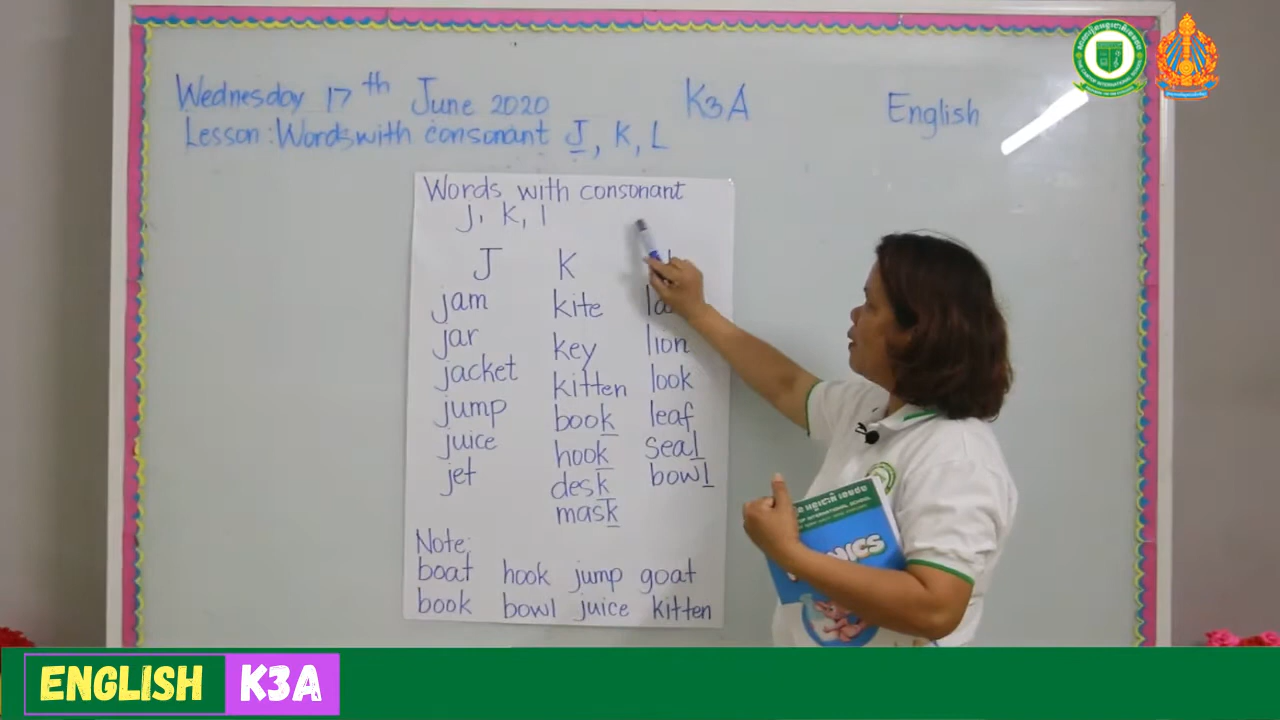 Wednesday 17th June 2020
K3A
English
Lesson: Words with consonant J, K, L
Words with consonant
j, k, l
J K
jam kite
jar key lion
jacket kitten look
jump book leaf
juice hook seal
jet desk bowl
mask
Note:
boat hook jump goat
book bowl juice kitten
ENGLISH K3A